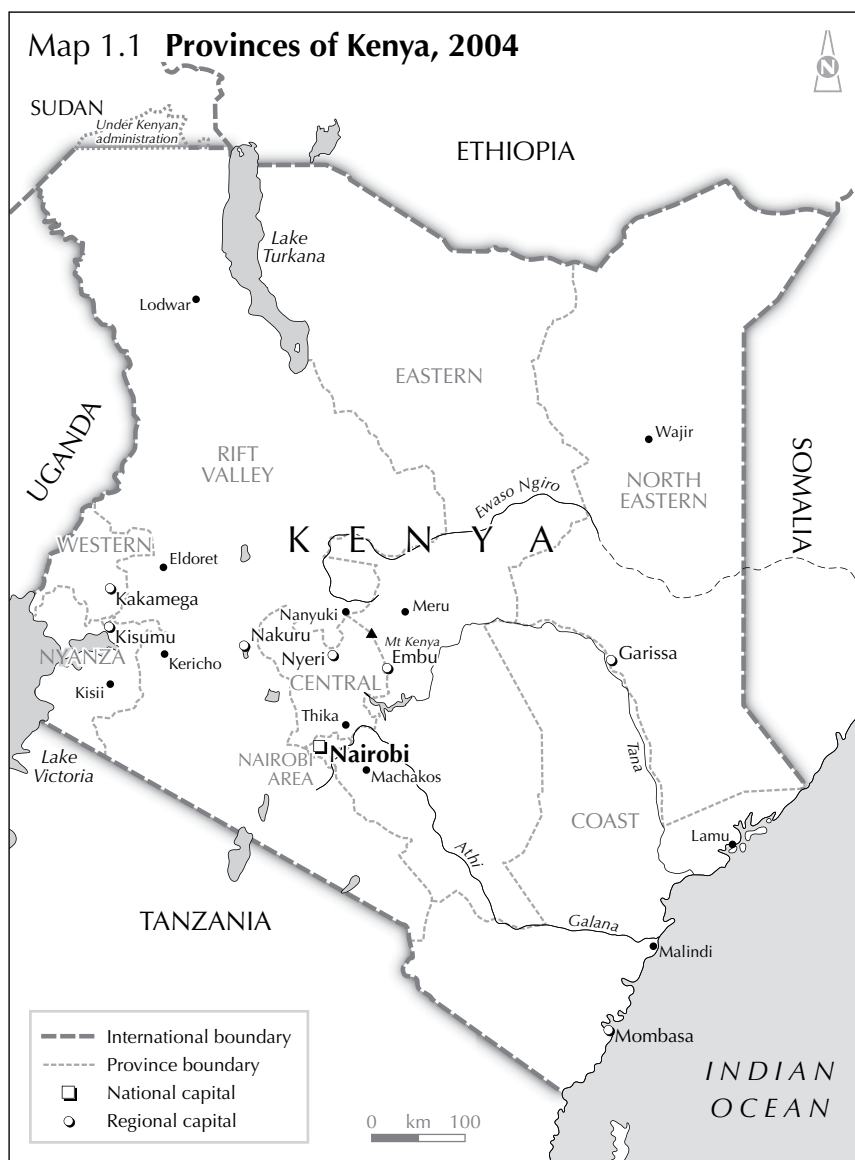 Map 1.1 Provinces of Kenya, 2004
N
SUDAN
Under Kenyan
administration
ETHIOPIA
Lake
Turkana
Lodwar
EASTERN
UGANDA
RIFT
VALLEY
Wajir
NORTH
EASTERN
SOMALIA
Ewaso Ngiro
KENYA
WESTERN
Eldoret
Kakamega
Kisumu
NYANZA
Kericho
Kisii
Nakuru
Nanyuki
Meru
Mt Kenya
Nyeri
Embu
CENTRAL
Garissa
Thika
Nairobi
NAIROBI
AREA
Machakos
Lake
Victoria
Tana
COAST
Lamu
Athi
Galana
TANZANIA
Malindi
Mombasa
INDIAN
OCEAN
International boundary
Province boundary
National capital
Regional capital
0 km 100